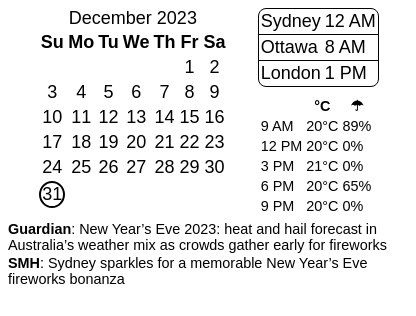 December 2023
Su Mo Tu We Th Fr Sa
1 2
3 4 5 6 7 8 9
10 11 12 13 14 15 16
17 18 19 20 21 22 23
24 25 26 27 28 29 30
31
Sydney 12 AM
Ottawa 8 AM
London 1 PM
°C ☂
9 AM 20°C 89%
12 PM 20°C 0%
3 PM 21°C 0%
6 PM 20°C 65%
9 PM 20°C 0%
Guardian: New Year’s Eve 2023: heat and hail forecast in
Australia’s weather mix as crowds gather early for fireworks
SMH: Sydney sparkles for a memorable New Year’s Eve
fireworks bonanza